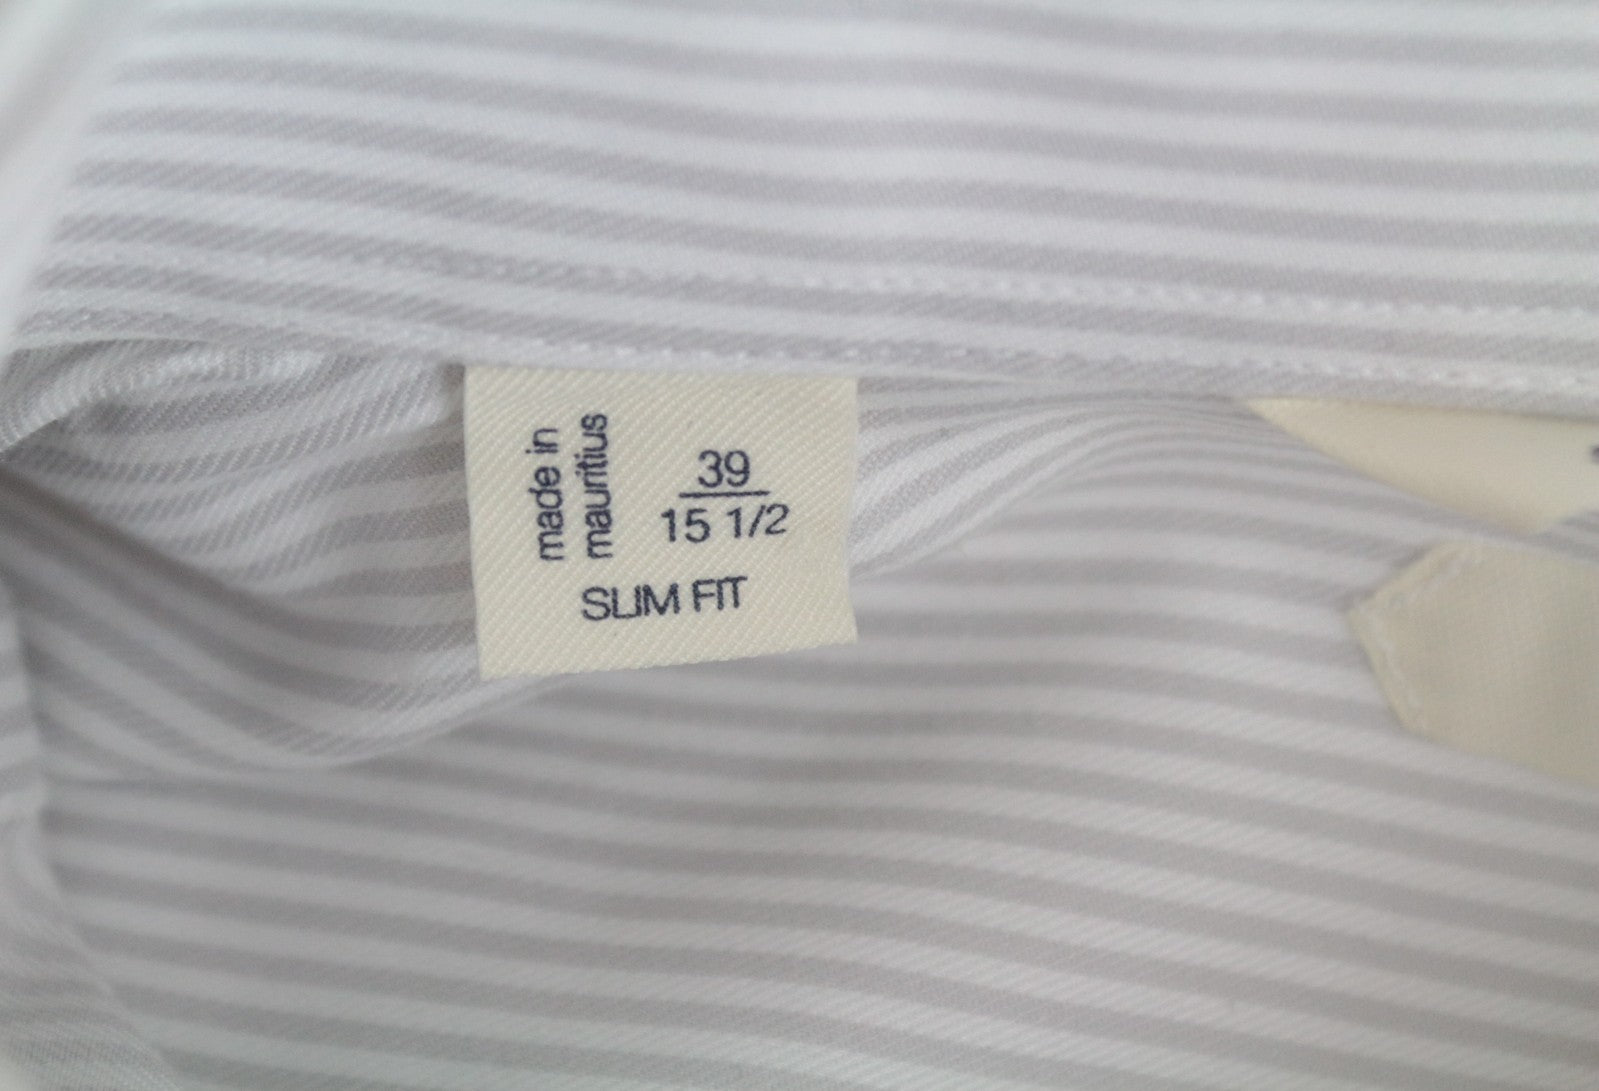 made in
mauritius
39
15 1/2
SLIM FIT